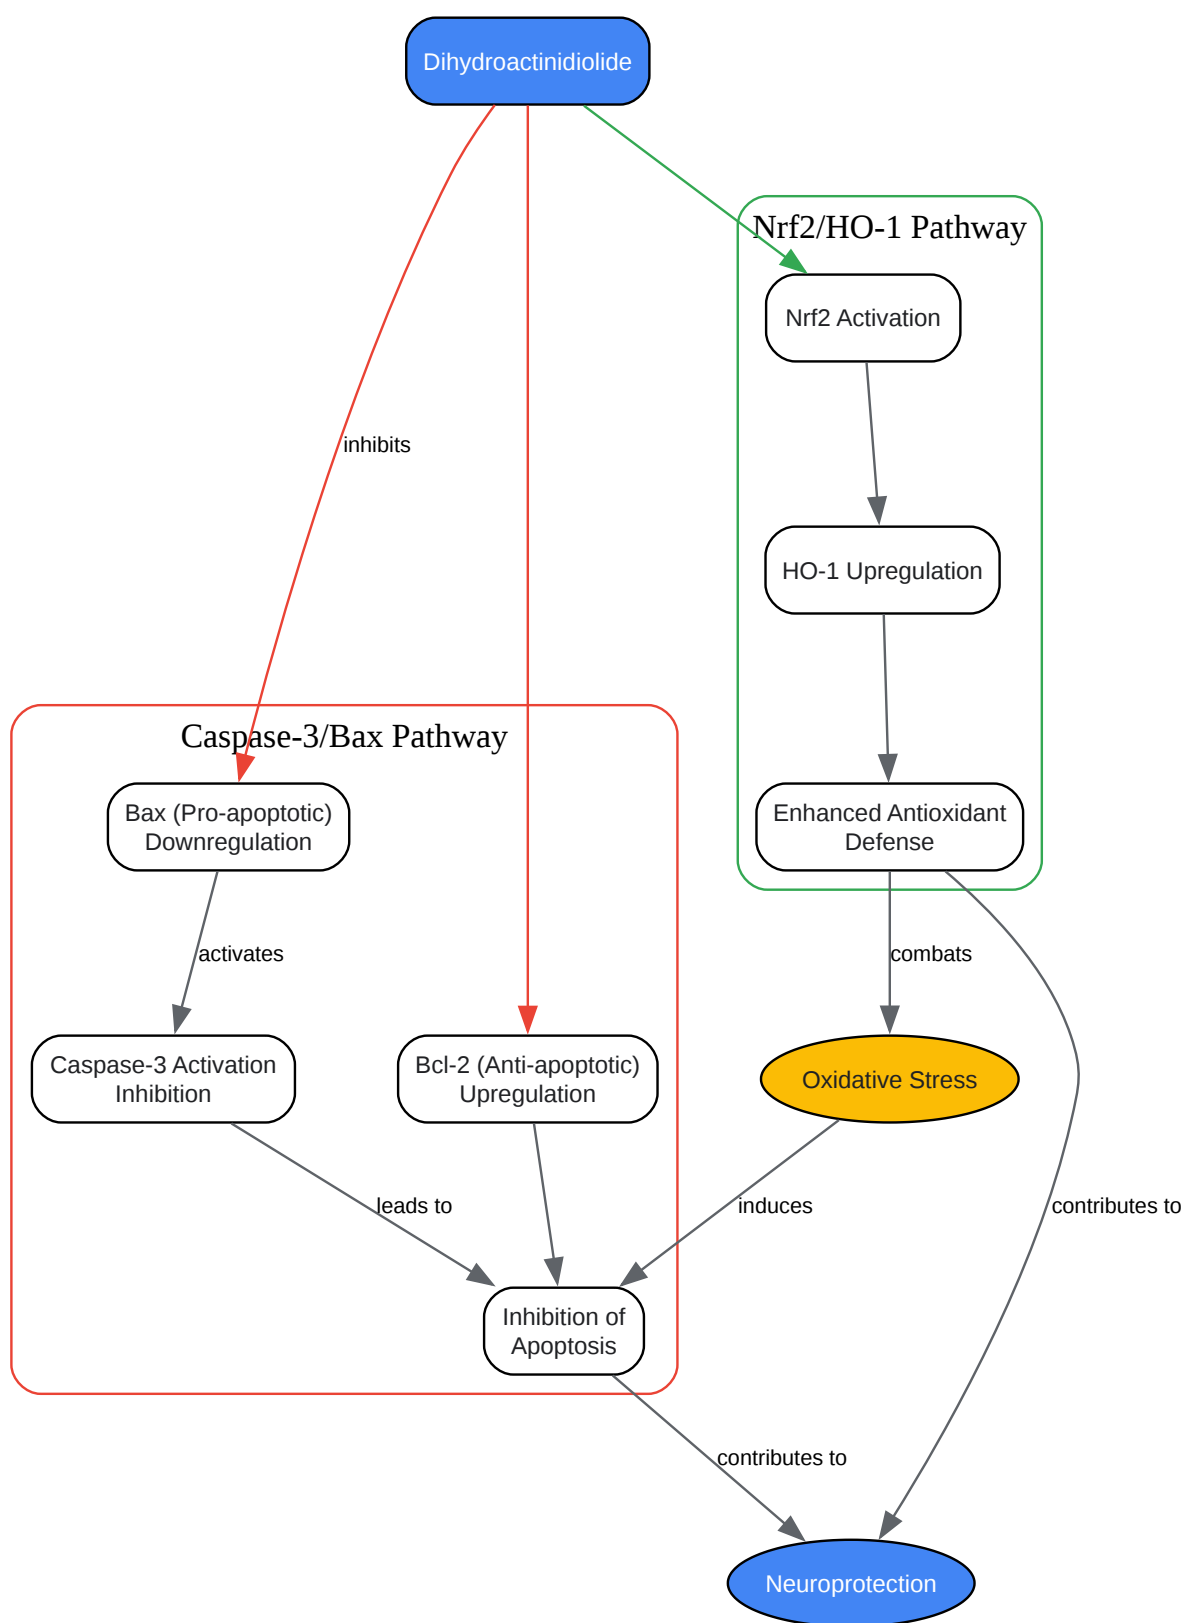 Dihydroactinidiolide
Nrf2/HO-1 Pathway
Nrf2 Activation
inhibits
HO-1 Upregulation
Caspase-3/Bax Pathway
Bax (Pro-apoptotic)
Downregulation
Enhanced Antioxidant
Defense
activates
combats
Caspase-3 Activation
Inhibition
Bcl-2 (Anti-apoptotic)
Upregulation
Oxidative Stress
leads to
induces
contributes to
Inhibition of
Apoptosis
contributes to
Neuroprotection